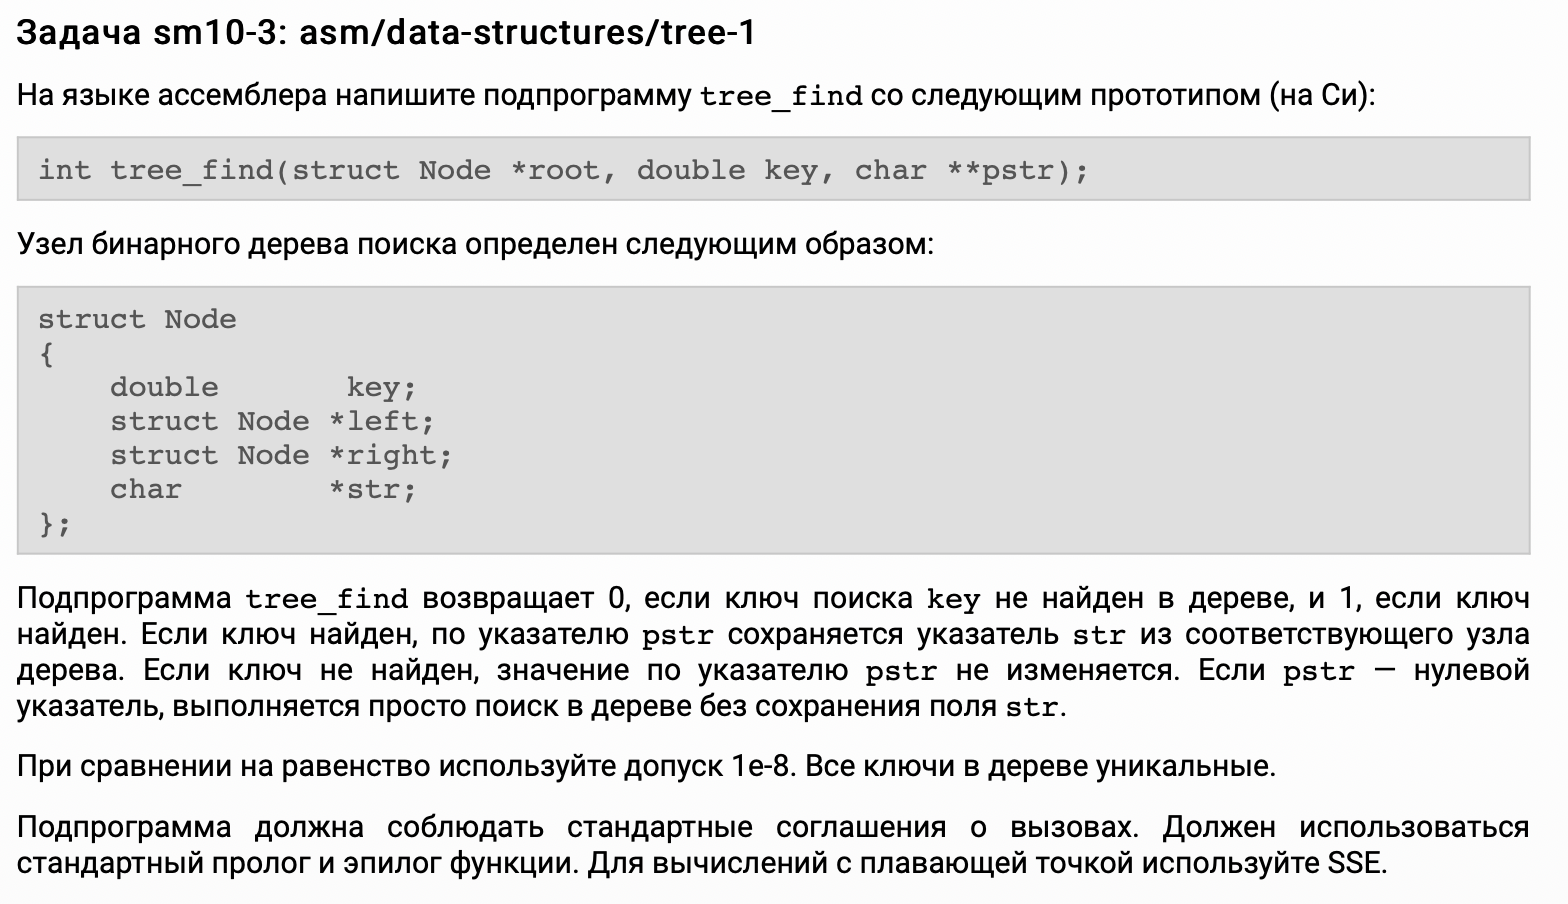 Задача sm10-3: asm/data-structures/tree-1
На языке ассемблера напишите подпрограмму tree_find со следующим прототипом (на Си):
int tree_find(struct Node *root, double key, char **pstr);
Узел бинарного дерева поиска определен следующим образом:
struct Node
{
    double       key;
    struct Node *left;
    struct Node *right;
    char        *str;
};
Подпрограмма tree_find возвращает 0, если ключ поиска key не найден в дереве, и 1, если ключ
найден. Если ключ найден, по указателю pstr сохраняется указатель str из соответствующего узла
дерева. Если ключ не найден, значение по указателю pstr не изменяется. Если pstr — нулевой
указатель, выполняется просто поиск в дереве без сохранения поля str.
При сравнении на равенство используйте допуск 1e-8. Все ключи в дереве уникальные.
Подпрограмма должна соблюдать стандартные соглашения о вызовах. Должен использоваться
стандартный пролог и эпилог функции. Для вычислений с плавающей точкой используйте SSE.